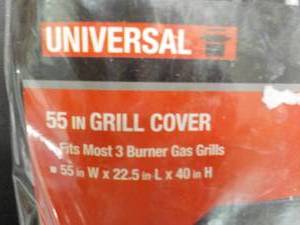 UNIVERSAL
55 IN GRILL COVER
Fits Most 3 Burner Gas Grills
▪ 55 in W x 22.5 in L x 40 in H